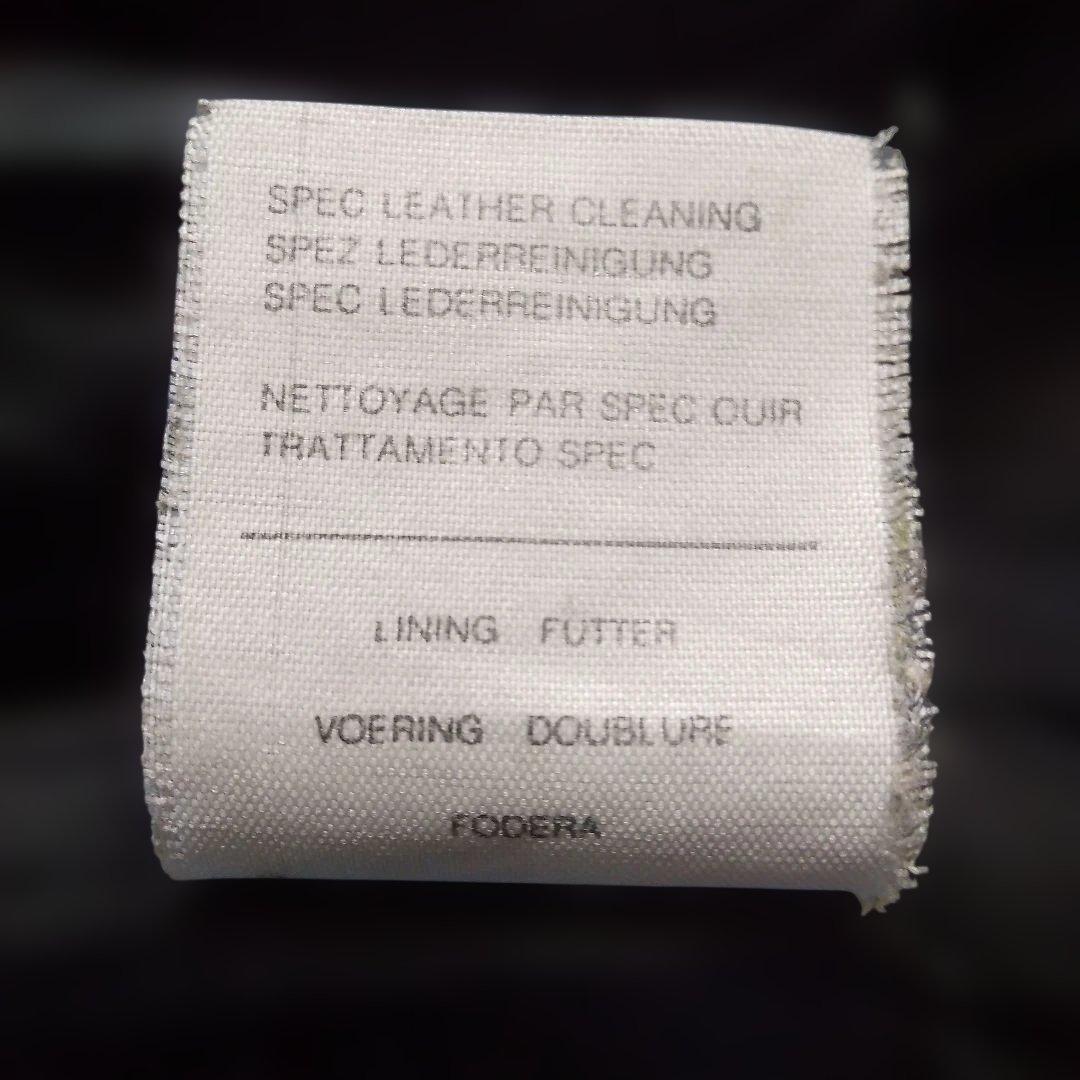 SPEC LEATHER CLEANING
SPEZ LEDERREINIGUNG
SPEC LEDERREINIGUNG
NETTOYAGE PAR SPEC CUIR
TRATTAMENTO SPEC
LINING FUTTER
VOERING DOUBLURE
FODERA